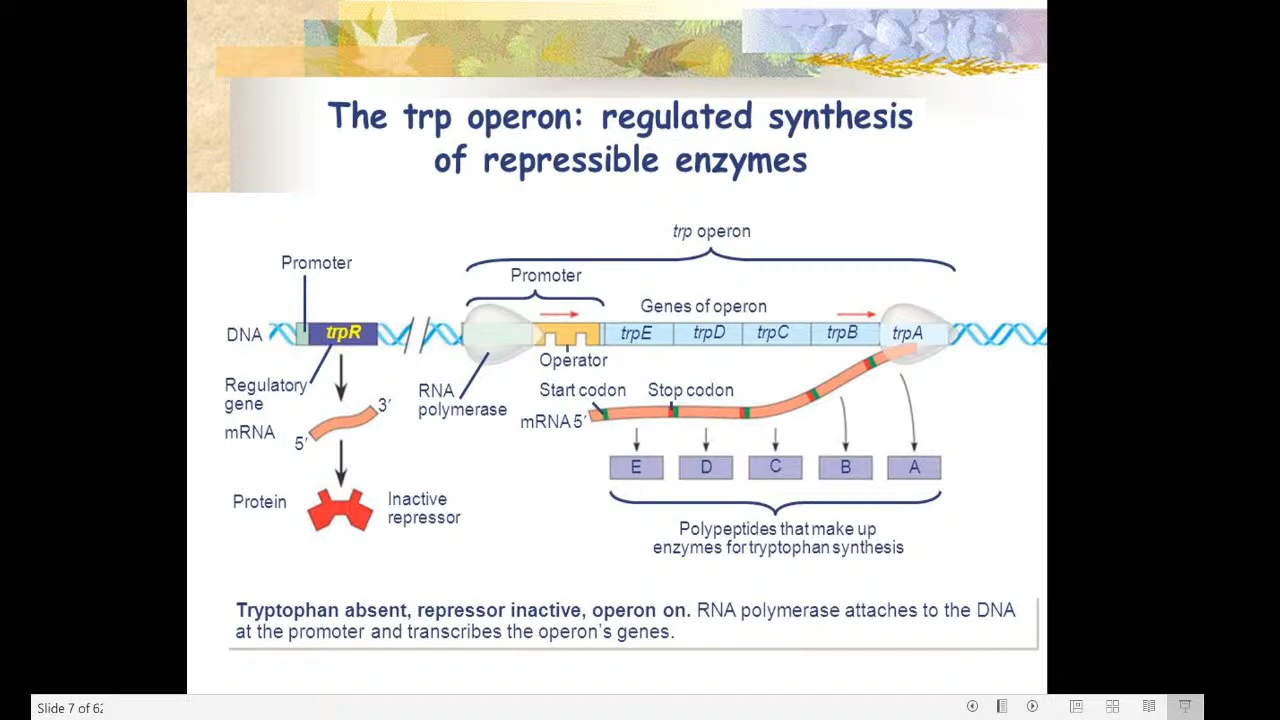 The trp operon: regulated synthesis
of repressible enzymes
trp operon
Promoter
Promoter
Genes of operon
DNA
trpR
trpE
trpD
trpC
trpB
trpA
Operator
Regulatory
gene
RNA
polymerase
Start codon
Stop codon
3′
mRNA 5′
mRNA
5′
E
D
C
B
A
Protein
Inactive
repressor
Polypeptides that make up
enzymes for tryptophan synthesis
Tryptophan absent, repressor inactive, operon on. RNA polymerase attaches to the DNA
at the promoter and transcribes the operon's genes.
Slide 7 of 62